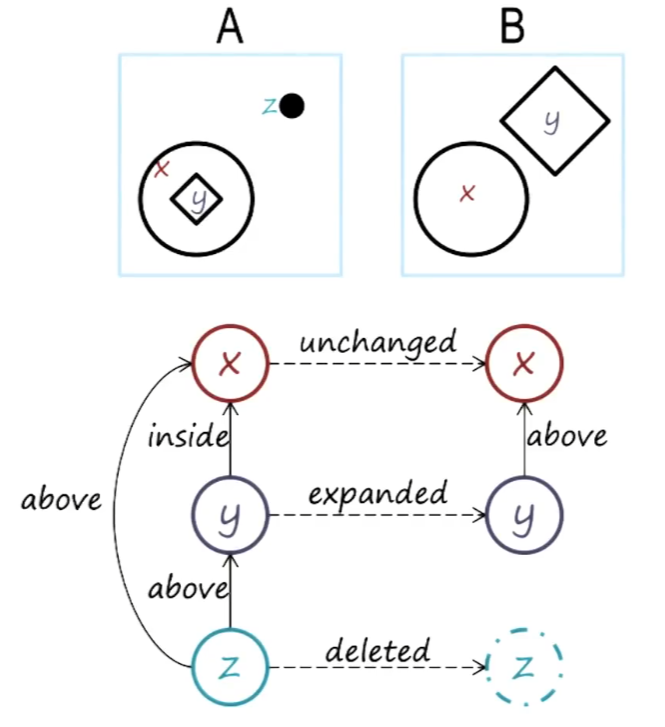 A B
z
x
y
y
x
x unchanged x
inside above
above
y expanded y
above
z deleted z